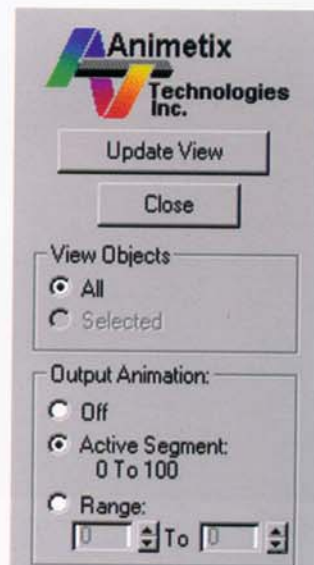 Animetix
Technologies
Inc.
Update View
Close
View Objects
All
Selected
Output Animation:
Off
Active Segment:
0 To 100
Range:
0 To 0